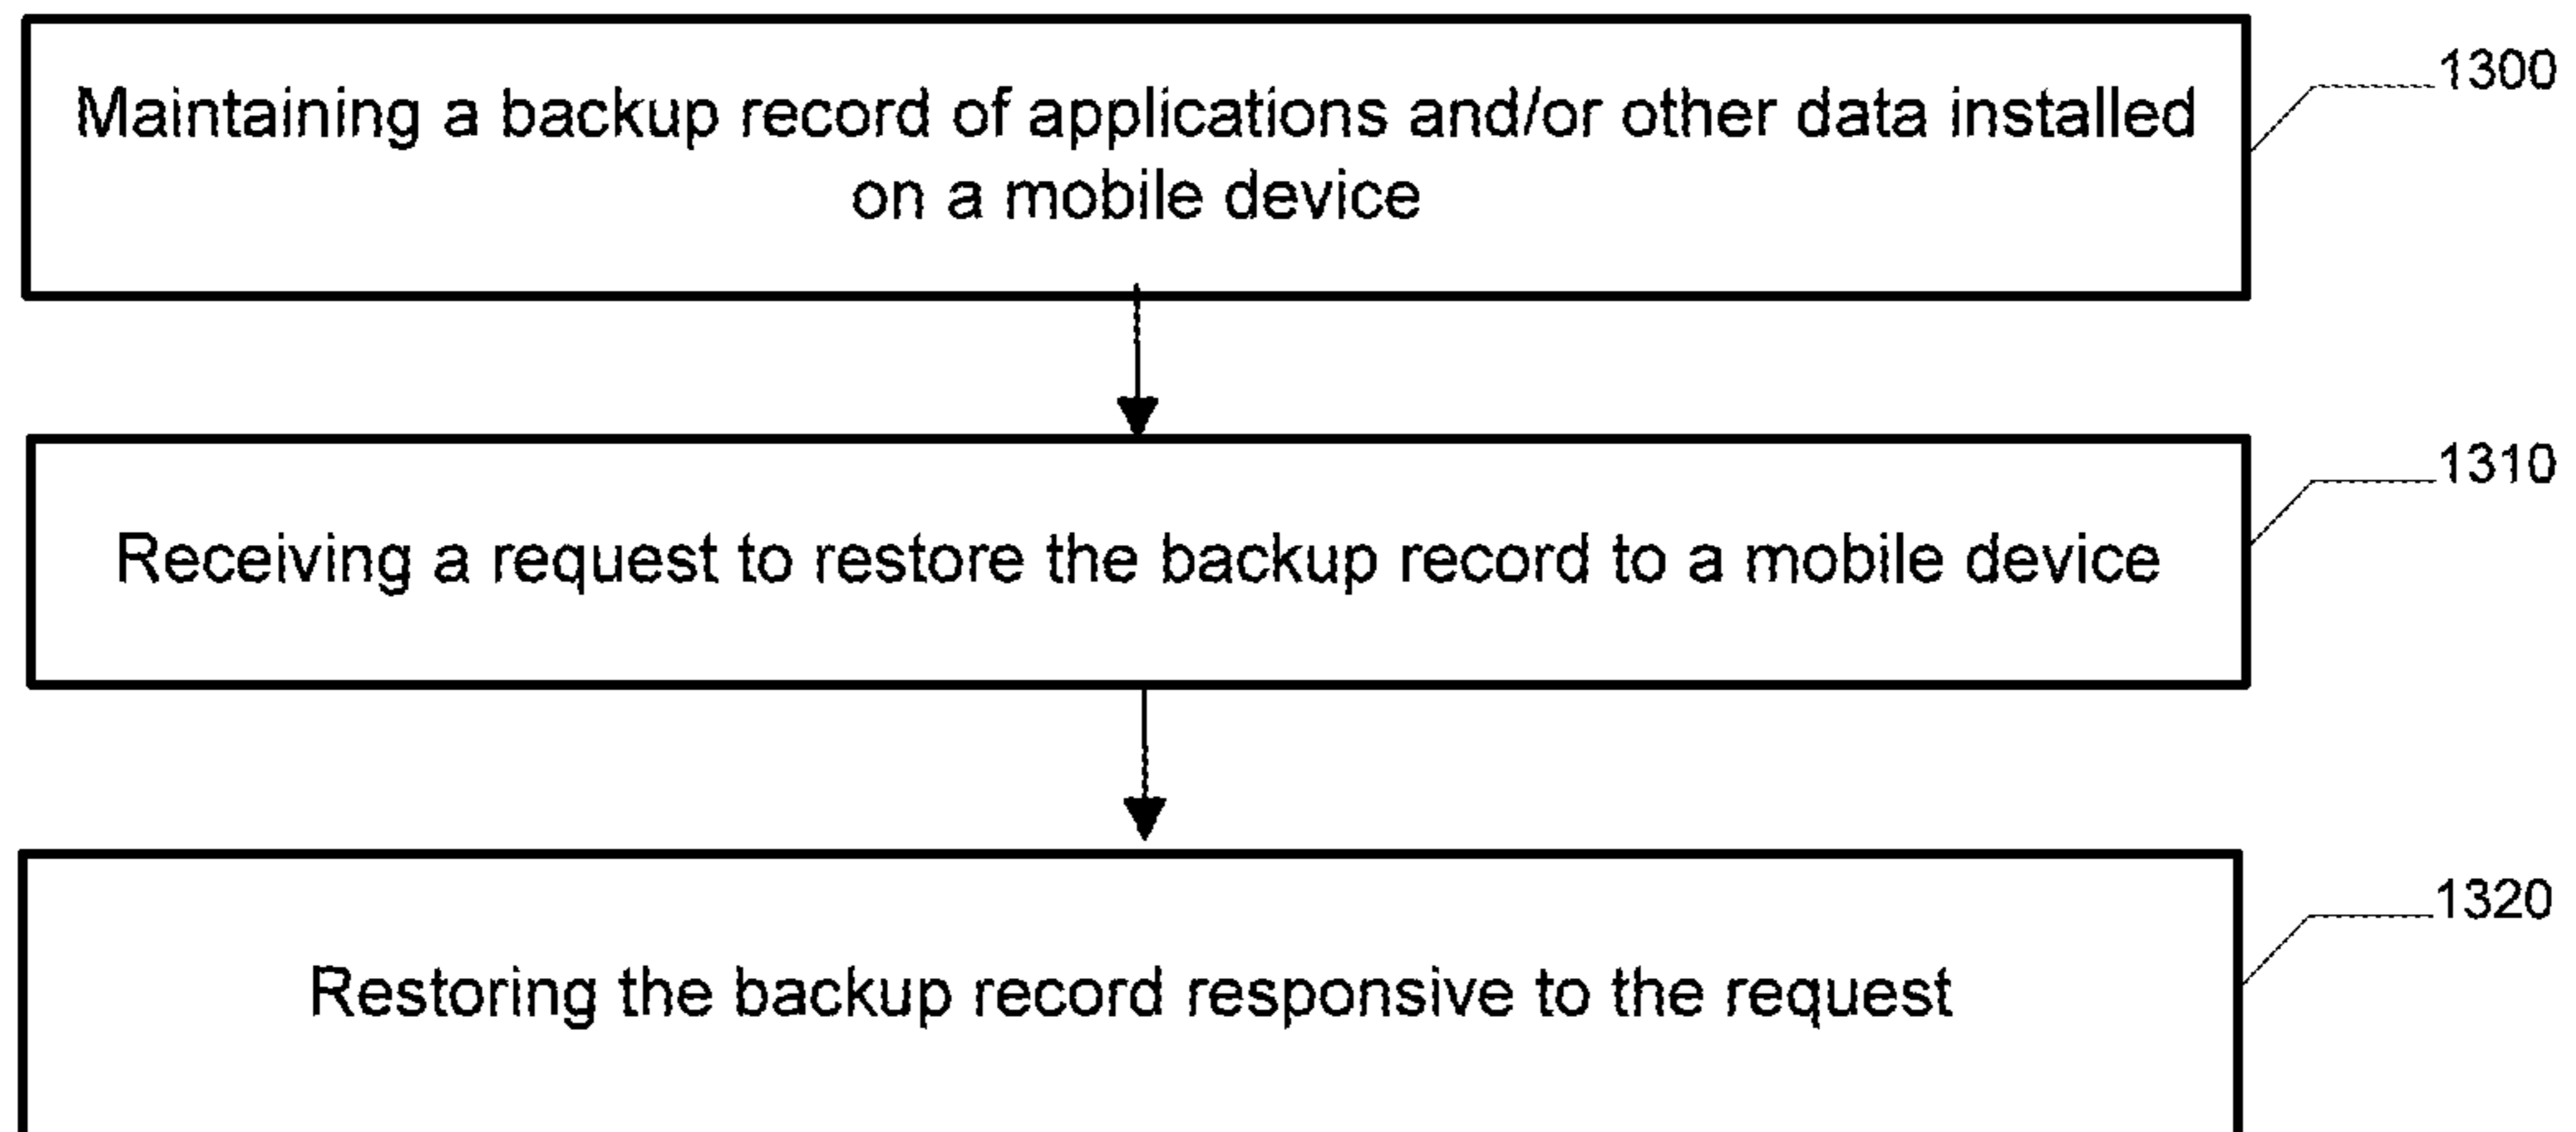 Maintaining a backup record of applications and/or other data installed
on a mobile device
1300
Receiving a request to restore the backup record to a mobile device
1310
Restoring the backup record responsive to the request
1320